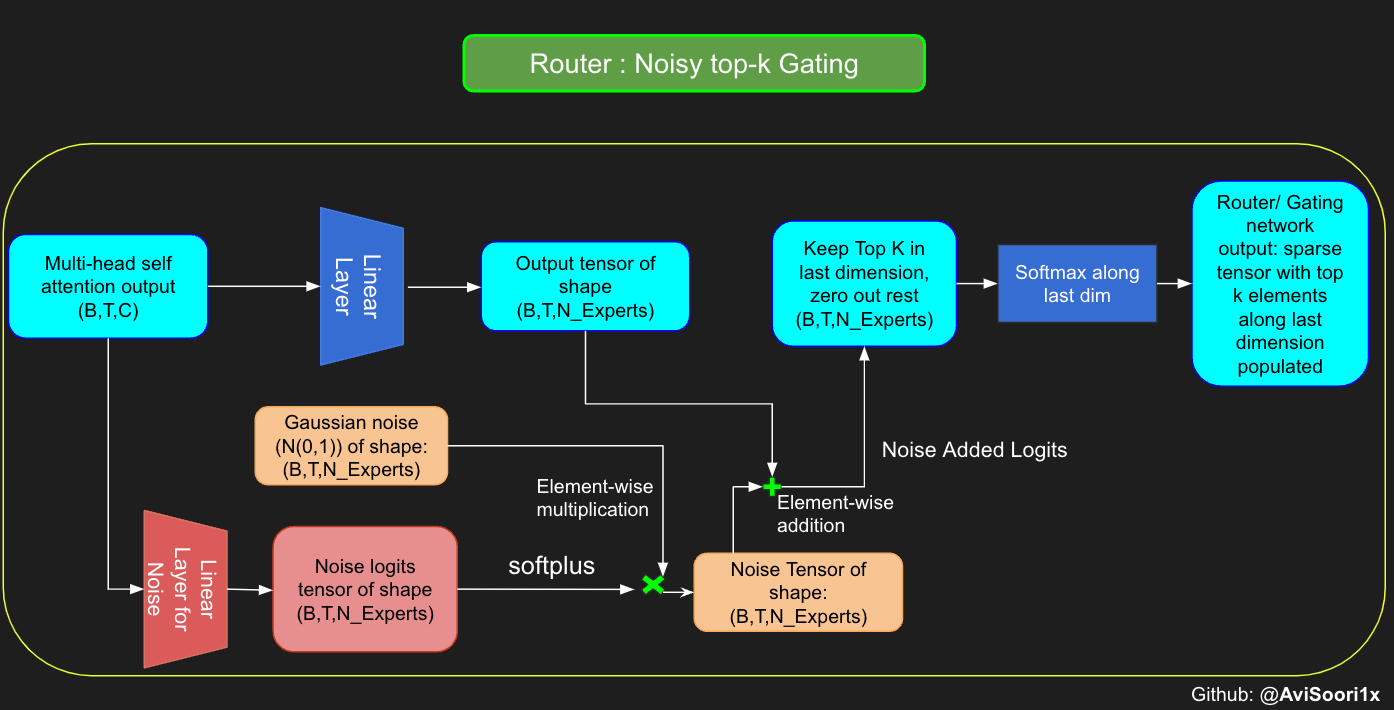 Router : Noisy top-k Gating
Multi-head self
attention output
(B,T,C)
Linear
Layer
Output tensor of
shape
(B,T,N_Experts)
Keep Top K in
last dimension,
zero out rest
(B,T,N_Experts)
Softmax along
last dim
Router/ Gating
network
output: sparse
tensor with top
k elements
along last
dimension
populated
Gaussian noise
(N(0,1)) of shape:
(B,T,N_Experts)
Element-wise
multiplication
Noise Added Logits
Element-wise
addition
Linear
Layer for
Noise
Noise logits
tensor of shape
(B,T,N_Experts)
softplus
Noise Tensor of
shape:
(B,T,N_Experts)
Github: @AviSoori1x